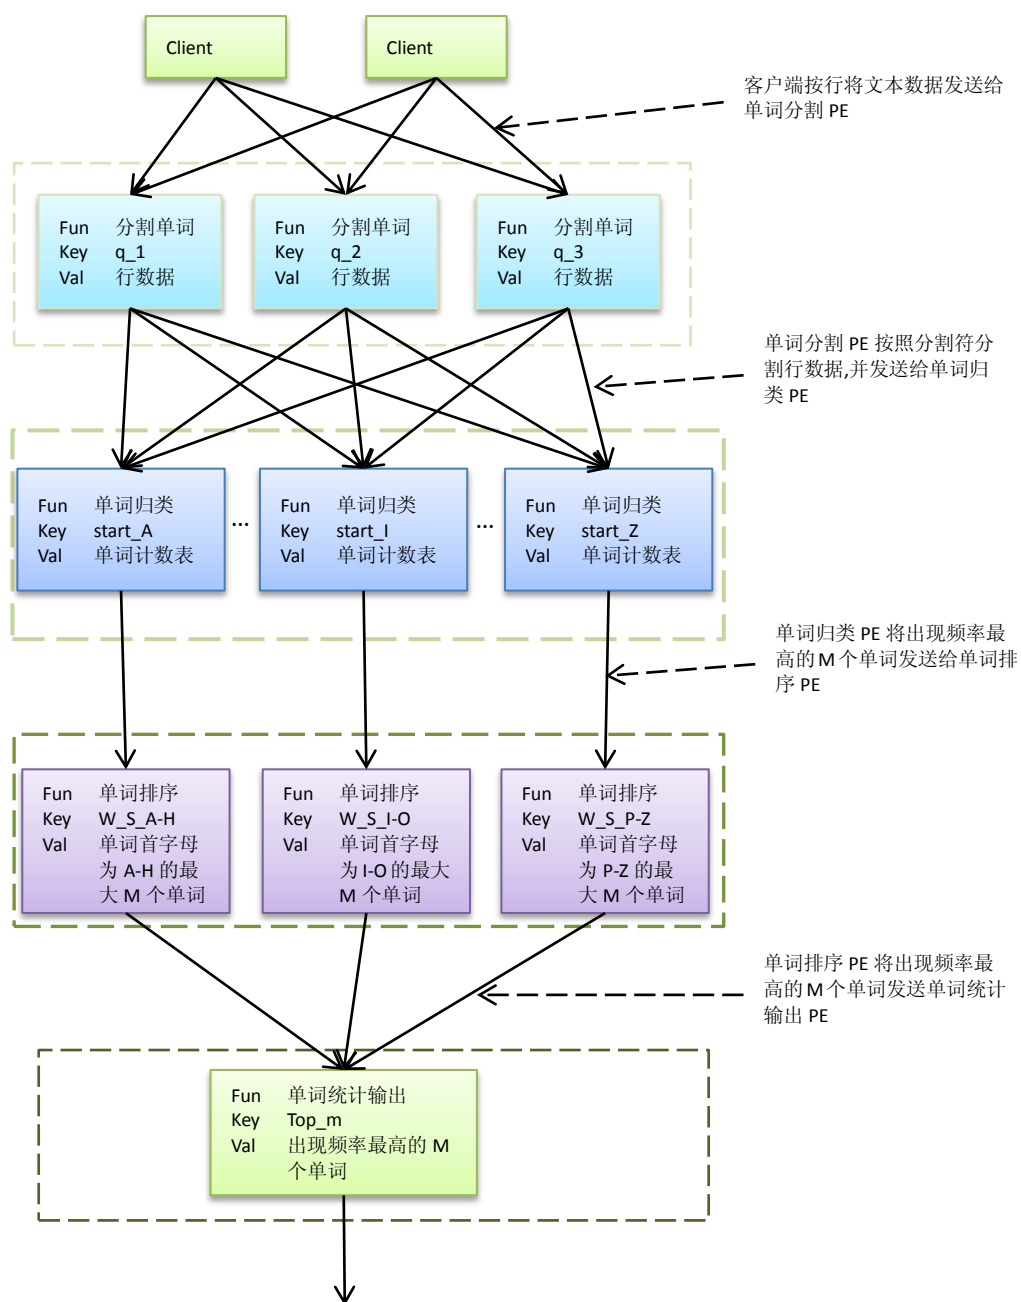 Client
Client
客户端按行将文本数据发送给
单词分割 PE
Fun 分割单词
Key q_1
Val 行数据
Fun 分割单词
Key q_2
Val 行数据
Fun 分割单词
Key q_3
Val 行数据
单词分割 PE 按照分割符分
割行数据,并发送给单词归
类 PE
Fun 单词归类
Key start_A
Val 单词计数表
...
Fun 单词归类
Key start_I
Val 单词计数表
...
Fun 单词归类
Key start_Z
Val 单词计数表
单词归类 PE 将出现频率最
高的 M 个单词发送给单词排
序 PE
Fun 单词排序
Key W_S_A-H
Val 单词首字母
为 A-H 的最
大 M 个单词
Fun 单词排序
Key W_S_I-O
Val 单词首字母
为 I-O 的最大
M 个单词
Fun 单词排序
Key W_S_P-Z
Val 单词首字母
为 P-Z 的最
大 M 个单词
单词排序 PE 将出现频率最
高的 M 个单词发送单词统计
输出 PE
Fun 单词统计输出
Key Top_m
Val 出现频率最高的 M
个单词